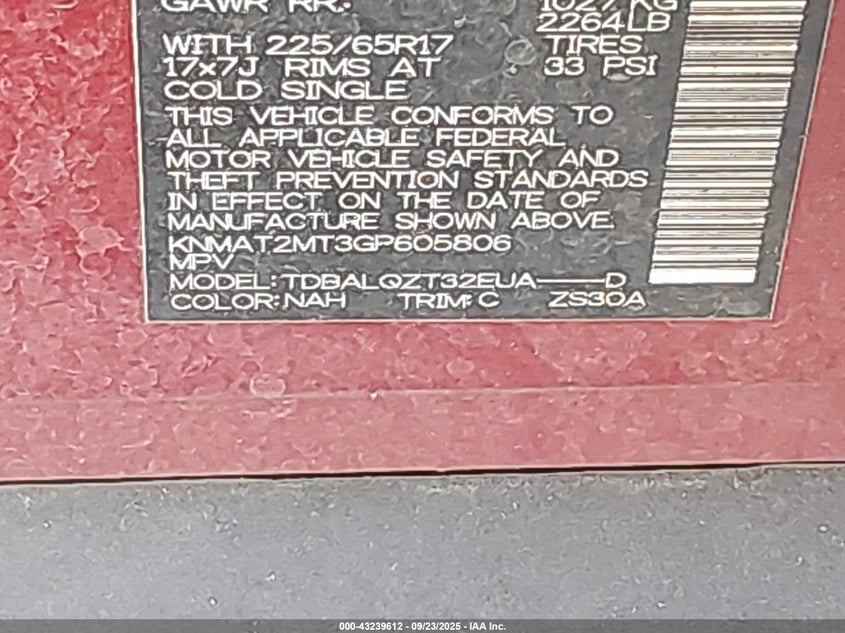 GAWR RR: 1027 KG
2264LB
WITH 225/65R17 TIRES
17x7J RIMS AT 33 PSI
COLD SINGLE
THIS VEHICLE CONFORMS TO
ALL APPLICABLE FEDERAL
MOTOR VEHICLE SAFETY AND
THEFT PREVENTION STANDARDS
IN EFFECT ON THE DATE OF
MANUFACTURE SHOWN ABOVE.
KNMAT2MT3GP605806
MPV
MODEL: TDBALQZT32EUA----D
COLOR: NAH TRIM: C ZS30A
000-43239612 - 09/23/2025 - IAA Inc.